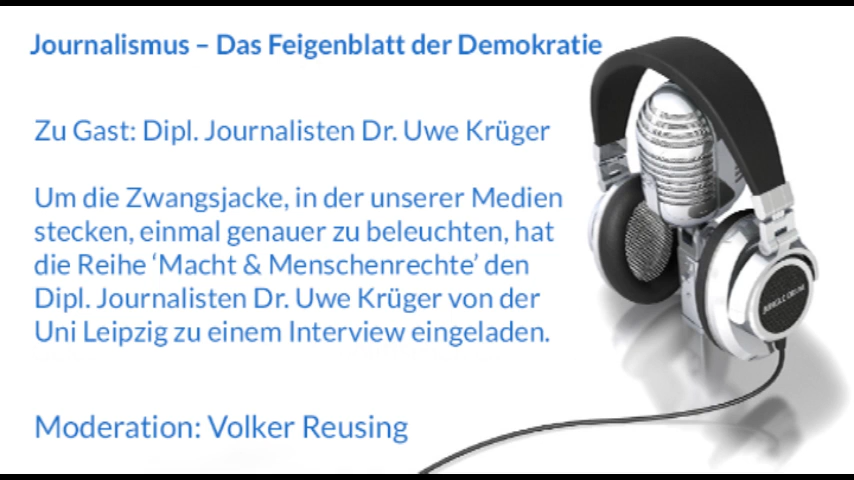 Journalismus – Das Feigenblatt der Demokratie
Zu Gast: Dipl. Journalisten Dr. Uwe Krüger
Um die Zwangsjacke, in der unserer Medien
stecken, einmal genauer zu beleuchten, hat
die Reihe ‘Macht & Menschenrechte’ den
Dipl. Journalisten Dr. Uwe Krüger von der
Uni Leipzig zu einem Interview eingeladen.
Moderation: Volker Reusing